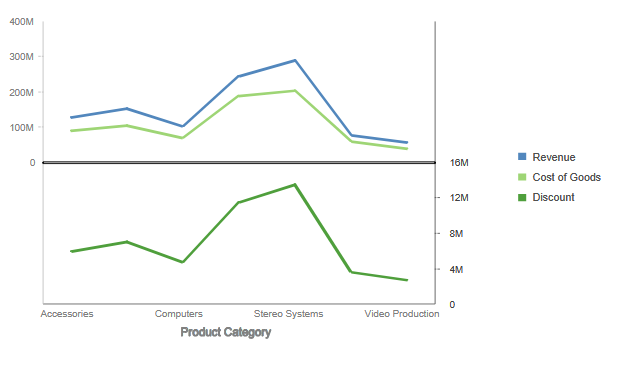 400M
300M
200M
100M
0
16M
12M
8M
4M
0
Accessories Computers Stereo Systems Video Production
Product Category
Revenue
Cost of Goods
Discount